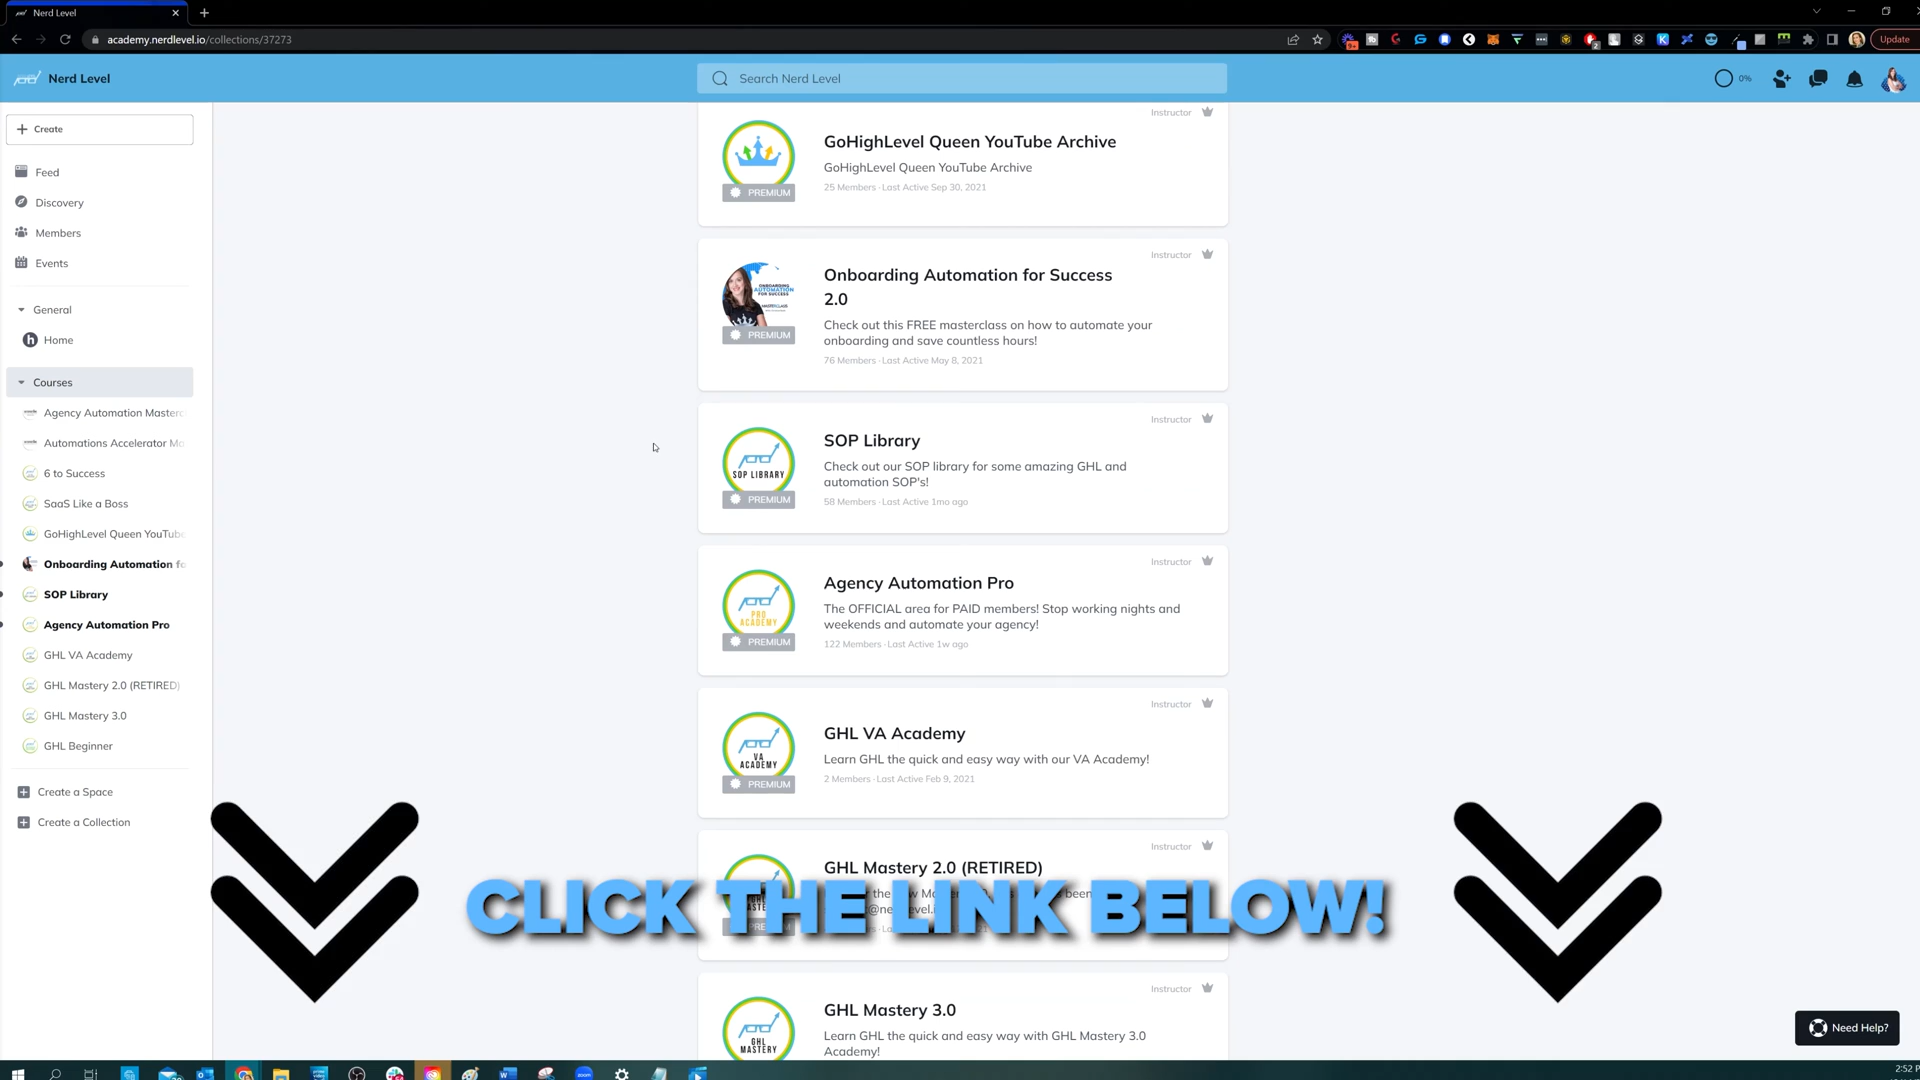 Nerd Level
academy.nerdlevel.io/collections/37273
Update
Nerd Level
Search Nerd Level
0%
Create
Feed
Discovery
Members
Events
General
Home
Courses
Agency Automation Masterc
Automations Accelerator Ma
6 to Success
SaaS Like a Boss
GoHighLevel Queen YouTube
Onboarding Automation fo
SOP Library
Agency Automation Pro
GHL VA Academy
GHL Mastery 2.0 (RETIRED)
GHL Mastery 3.0
GHL Beginner
Create a Space
Create a Collection
Instructor
GoHighLevel Queen YouTube Archive
GoHighLevel Queen YouTube Archive
25 Members · Last Active Sep 30, 2021
PREMIUM
Instructor
Onboarding Automation for Success
2.0
Check out this FREE masterclass on how to automate your
onboarding and save countless hours!
76 Members · Last Active May 8, 2021
ONBOARDING
AUTOMATION
FOR SUCCESS
PREMIUM
Instructor
SOP Library
Check out our SOP library for some amazing GHL and
automation SOP's!
58 Members · Last Active 1mo ago
SOP LIBRARY
PREMIUM
Instructor
Agency Automation Pro
The OFFICIAL area for PAID members! Stop working nights and
weekends and automate your agency!
122 Members · Last Active 1w ago
PRO
ACADEMY
PREMIUM
Instructor
GHL VA Academy
Learn GHL the quick and easy way with our VA Academy!
2 Members · Last Active Feb 9, 2021
VA
ACADEMY
PREMIUM
Instructor
GHL Mastery 2.0 (RETIRED)
CLICK THE LINK BELOW!
Instructor
GHL Mastery 3.0
Learn GHL the quick and easy way with GHL Mastery 3.0
Academy!
GHL
MASTERY
Need Help?
2:52